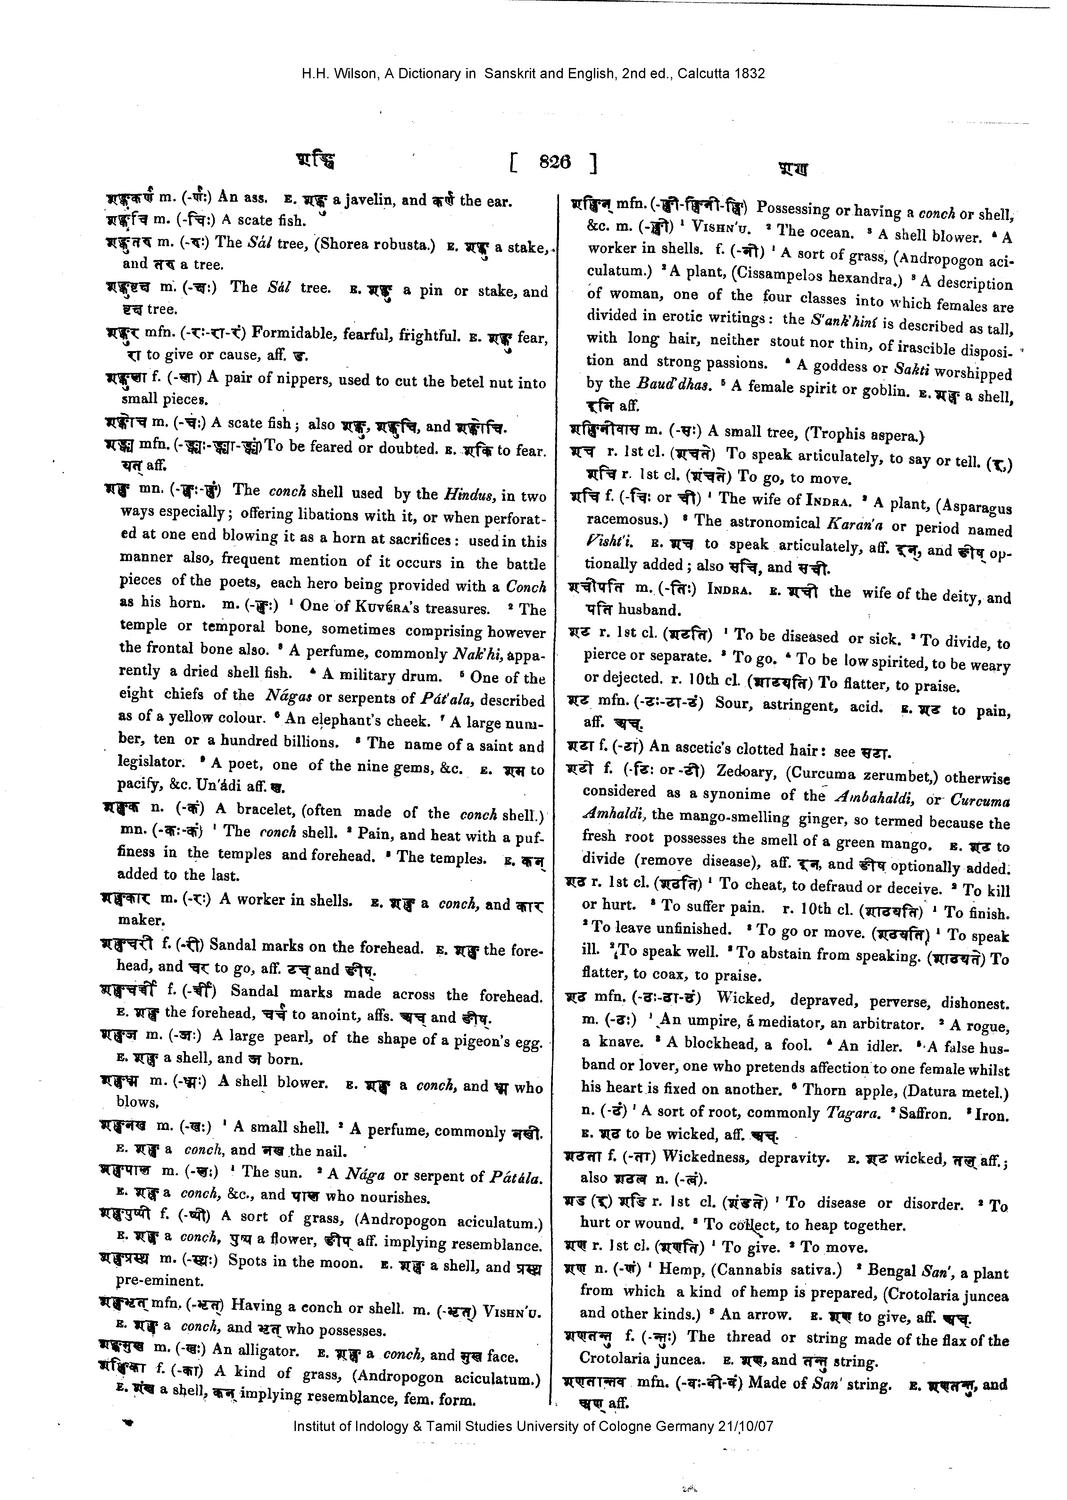 H.H. Wilson, A Dictionary in Sanskrit and English, 2nd ed., Calcutta 1832
शङ्खि [ 826 ] शण
शङ्कुकर्ण m. (-र्णः) An ass. E. शङ्कु a javelin, and कर्ण the ear.
शङ्कुचि m. (-चिः) A scate fish.
शङ्कुतरु m. (-रुः) The Sál tree, (Shorea robusta.) E. शङ्कु a stake,
and तरु a tree.
शङ्कुवृक्ष m. (-क्षः) The Sál tree. E. शङ्कु a pin or stake, and
वृक्ष tree.
शङ्कुर mfn. (-रः-रा-रं) Formidable, fearful, frightful. E. शङ्कु fear,
रा to give or cause, aff. ड.
शङ्कुला f. (-ला) A pair of nippers, used to cut the betel nut into
small pieces.
शङ्कोच m. (-चः) A scate fish; also शङ्कु, शङ्कुचि, and शङ्कोचि.
शङ्क्य mfn. (-ङ्क्यः-ङ्क्या-ङ्क्यं) To be feared or doubted. E. शकि to fear.
यत् aff.
शङ्ख mn. (-ङ्खः-ङ्खं) The conch shell used by the Hindus, in two
ways especially; offering libations with it, or when perforat-
ed at one end blowing it as a horn at sacrifices: used in this
manner also, frequent mention of it occurs in the battle
pieces of the poets, each hero being provided with a Conch
as his horn. m. (-ङ्खः) ¹ One of KUVÉRA's treasures. ² The
temple or temporal bone, sometimes comprising however
the frontal bone also. ³ A perfume, commonly Nak'hi, appa-
rently a dried shell fish. ⁴ A military drum. ⁵ One of the
eight chiefs of the Nágas or serpents of Pát'ala, described
as of a yellow colour. ⁶ An elephant's cheek. ⁷ A large num-
ber, ten or a hundred billions. ⁸ The name of a saint and
legislator. ⁹ A poet, one of the nine gems, &c. E. शम to
pacify, &c. Un'ádi aff. ख.
शङ्खक n. (-कं) A bracelet, (often made of the conch shell.)
mn. (-कः-कं) ¹ The conch shell. ² Pain, and heat with a puf-
finess in the temples and forehead. ³ The temples. E. कन्
added to the last.
शङ्खकार m. (-रः) A worker in shells. E. शङ्ख a conch, and कार
maker.
शङ्खचरी f. (-री) Sandal marks on the forehead. E. शङ्ख the fore-
head, and चर to go, aff. टच् and ङीष्.
शङ्खचर्ची f. (-र्ची) Sandal marks made across the forehead.
E. शङ्ख the forehead, चर्च to anoint, affs. अच् and ङीष्.
शङ्खज m. (-जः) A large pearl, of the shape of a pigeon's egg.
E. शङ्ख a shell, and ज born.
शङ्खध्म m. (-ध्मः) A shell blower. E. शङ्ख a conch, and ध्म who
blows,
शङ्खनख m. (-खः) ¹ A small shell. ² A perfume, commonly नखी.
E. शङ्ख a conch, and नख the nail.
शङ्खपाल m. (-लः) ¹ The sun. ² A Nága or serpent of Pátála.
E. शङ्ख a conch, &c., and पाल who nourishes.
शङ्खपुष्पी f. (-ष्पी) A sort of grass, (Andropogon aciculatum.)
E. शङ्ख a conch, पुष्प a flower, ङीप् aff. implying resemblance.
शङ्खप्रस्थ m. (-स्थः) Spots in the moon. E. शङ्ख a shell, and प्रस्थ
pre-eminent.
शङ्खभृत् mfn. (-भृत्) Having a conch or shell. m. (-भृत्) VISHN'U.
E. शङ्ख a conch, and भृत् who possesses.
शङ्खमुख m. (-खः) An alligator. E. शङ्ख a conch, and मुख face.
शङ्खिका f. (-का) A kind of grass, (Andropogon aciculatum.)
E. शंख a shell, कन् implying resemblance, fem. form.
शङ्खिन् mfn. (-ङ्खी-ङ्खिनी-ङ्खि) Possessing or having a conch or shell,
&c. m. (-ङ्खी) ¹ VISHN'U. ² The ocean. ³ A shell blower. ⁴ A
worker in shells. f. (-नी) ¹ A sort of grass, (Andropogon aci-
culatum.) ² A plant, (Cissampelos hexandra.) ³ A description
of woman, one of the four classes into which females are
divided in erotic writings: the S'ank'hiní is described as tall,
with long hair, neither stout nor thin, of irascible disposi-
tion and strong passions. ⁴ A goddess or Sakti worshipped
by the Baud'dhas. ⁵ A female spirit or goblin. E. शङ्ख a shell,
इनि aff.
शङ्खिनीवास m. (-सः) A small tree, (Trophis aspera.)
शच r. 1st cl. (शचते) To speak articulately, to say or tell. (इ,)
शचि r. 1st cl. (शंचते) To go, to move.
शचि f. (-चिः or ची) ¹ The wife of INDRA. ² A plant, (Asparagus
racemosus.) ³ The astronomical Karan'a or period named
Visht'i. E. शच to speak articulately, aff. इन्, and ङीष् op-
tionally added; also सचि, and सची.
शचीपति m. (-तिः) INDRA. E. शची the wife of the deity, and
पति husband.
शट r. 1st cl. (शटति) ¹ To be diseased or sick. ² To divide, to
pierce or separate. ³ To go. ⁴ To be low spirited, to be weary
or dejected. r. 10th cl. (शाटयति) To flatter, to praise.
शट mfn. (-टः-टा-टं) Sour, astringent, acid. E. शट to pain,
aff. अच्.
शटा f. (-टा) An ascetic's clotted hair: see सटा.
शटी f. (-टिः or -टी) Zedoary, (Curcuma zerumbet,) otherwise
considered as a synonime of the Ambahaldi, or Curcuma
Amhaldi, the mango-smelling ginger, so termed because the
fresh root possesses the smell of a green mango. E. शट to
divide (remove disease), aff. इन्, and ङीष् optionally added.
शठ r. 1st cl. (शठति) ¹ To cheat, to defraud or deceive. ² To kill
or hurt. ³ To suffer pain. r. 10th cl. (शाठयति) ¹ To finish.
² To leave unfinished. ³ To go or move. (शठयति) ¹ To speak
ill. ² To speak well. ³ To abstain from speaking. (शाठयते) To
flatter, to coax, to praise.
शठ mfn. (-ठः-ठा-ठं) Wicked, depraved, perverse, dishonest.
m. (-ठः) ¹ An umpire, á mediator, an arbitrator. ² A rogue,
a knave. ³ A blockhead, a fool. ⁴ An idler. ⁵ A false hus-
band or lover, one who pretends affection to one female whilst
his heart is fixed on another. ⁶ Thorn apple, (Datura metel.)
n. (-ठं) ¹ A sort of root, commonly Tagara. ² Saffron. ³ Iron.
E. शठ to be wicked, aff. अच्.
शठता f. (-ता) Wickedness, depravity. E. शठ wicked, तल् aff.;
also शठत्व n. (-त्वं).
शड (इ) शडि r. 1st cl. (शंडते) ¹ To disease or disorder. ² To
hurt or wound. ³ To collect, to heap together.
शण r. 1st cl. (शणति) ¹ To give. ² To move.
शण n. (-णं) ¹ Hemp, (Cannabis sativa.) ² Bengal San', a plant
from which a kind of hemp is prepared, (Crotolaria juncea
and other kinds.) ³ An arrow. E. शण to give, aff. अच्.
शणतन्तु f. (-न्तुः) The thread or string made of the flax of the
Crotolaria juncea. E. शण, and तन्तु string.
शणतान्तव mfn. (-वः-वी-वं) Made of San' string. E. शणतन्तु, and
अण् aff.
Institut of Indology & Tamil Studies University of Cologne Germany 21/10/07